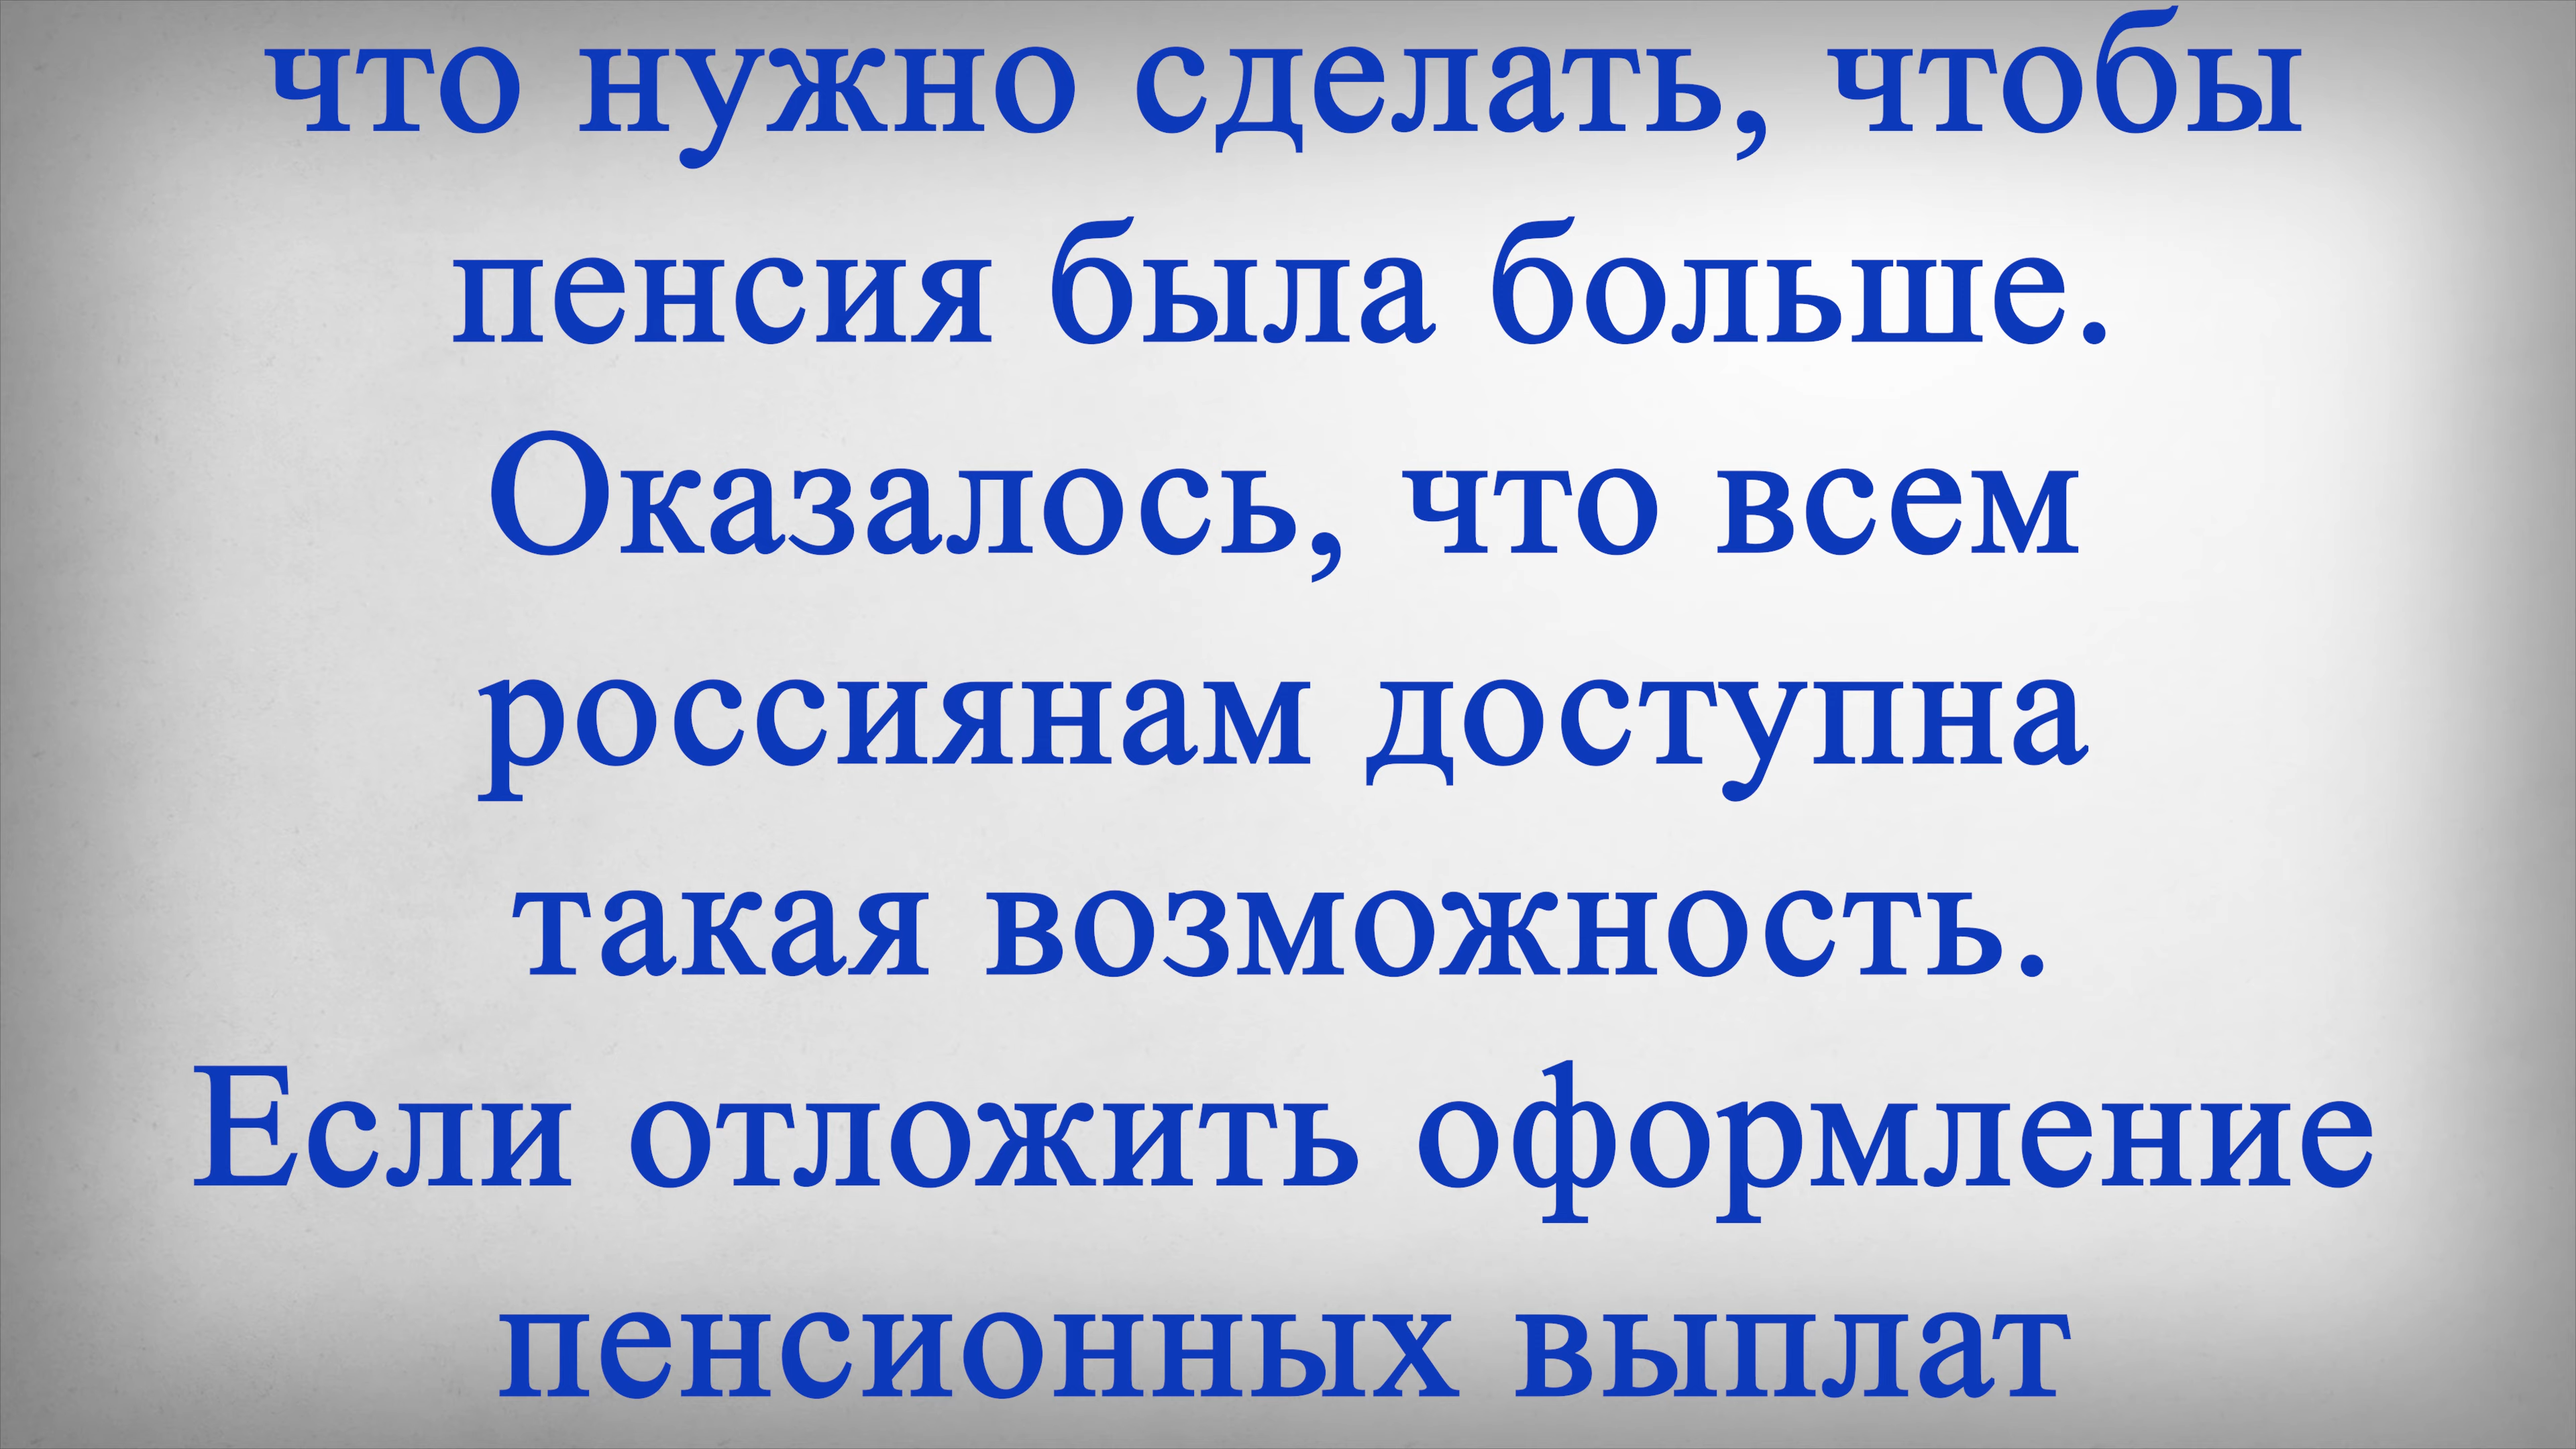 что нужно сделать, чтобы
пенсия была больше.
Оказалось, что всем
россиянам доступна
такая возможность.
Если отложить оформление
пенсионных выплат